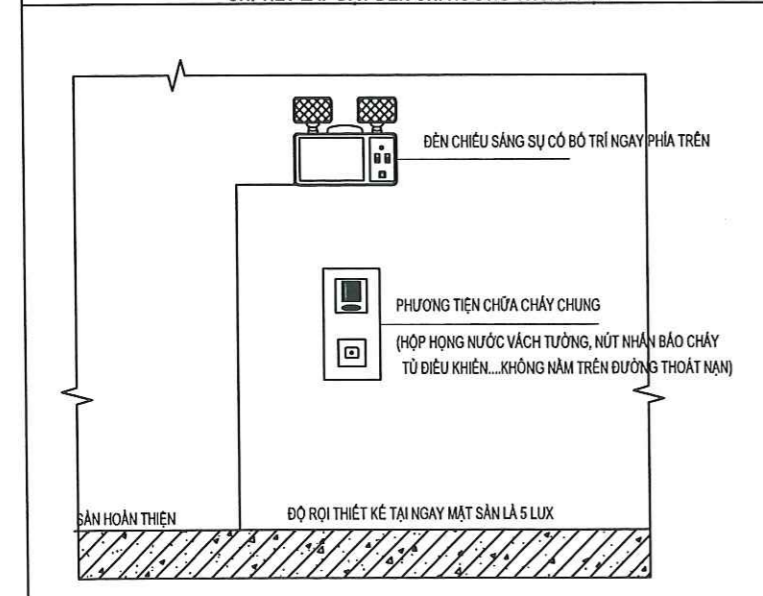 ĐÈN CHIẾU SÁNG SỰ CỐ BỐ TRÍ NGAY PHÍA TRÊN
PHƯƠNG TIỆN CHỮA CHÁY CHUNG
(HỘP HỌNG NƯỚC VÁCH TƯỜNG, NÚT NHẤN BÁO CHÁY
TỦ ĐIỀU KHIỂN....KHÔNG NẰM TRÊN ĐƯỜNG THOÁT NẠN)
SÀN HOÀN THIỆN
ĐỘ RỌI THIẾT KẾ TẠI NGAY MẶT SÀN LÀ 5 LUX